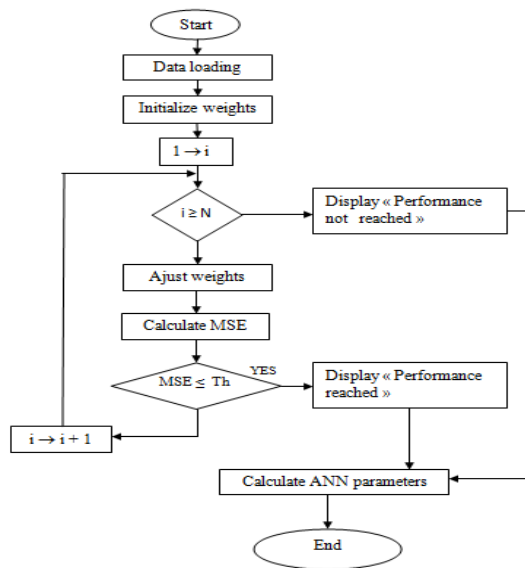 Start
Data loading
Initialize weights
1 → i
i ≥ N
Display « Performance
not reached »
Ajust weights
Calculate MSE
MSE ≤ Th
YES
Display « Performance
reached »
i → i + 1
Calculate ANN parameters
End